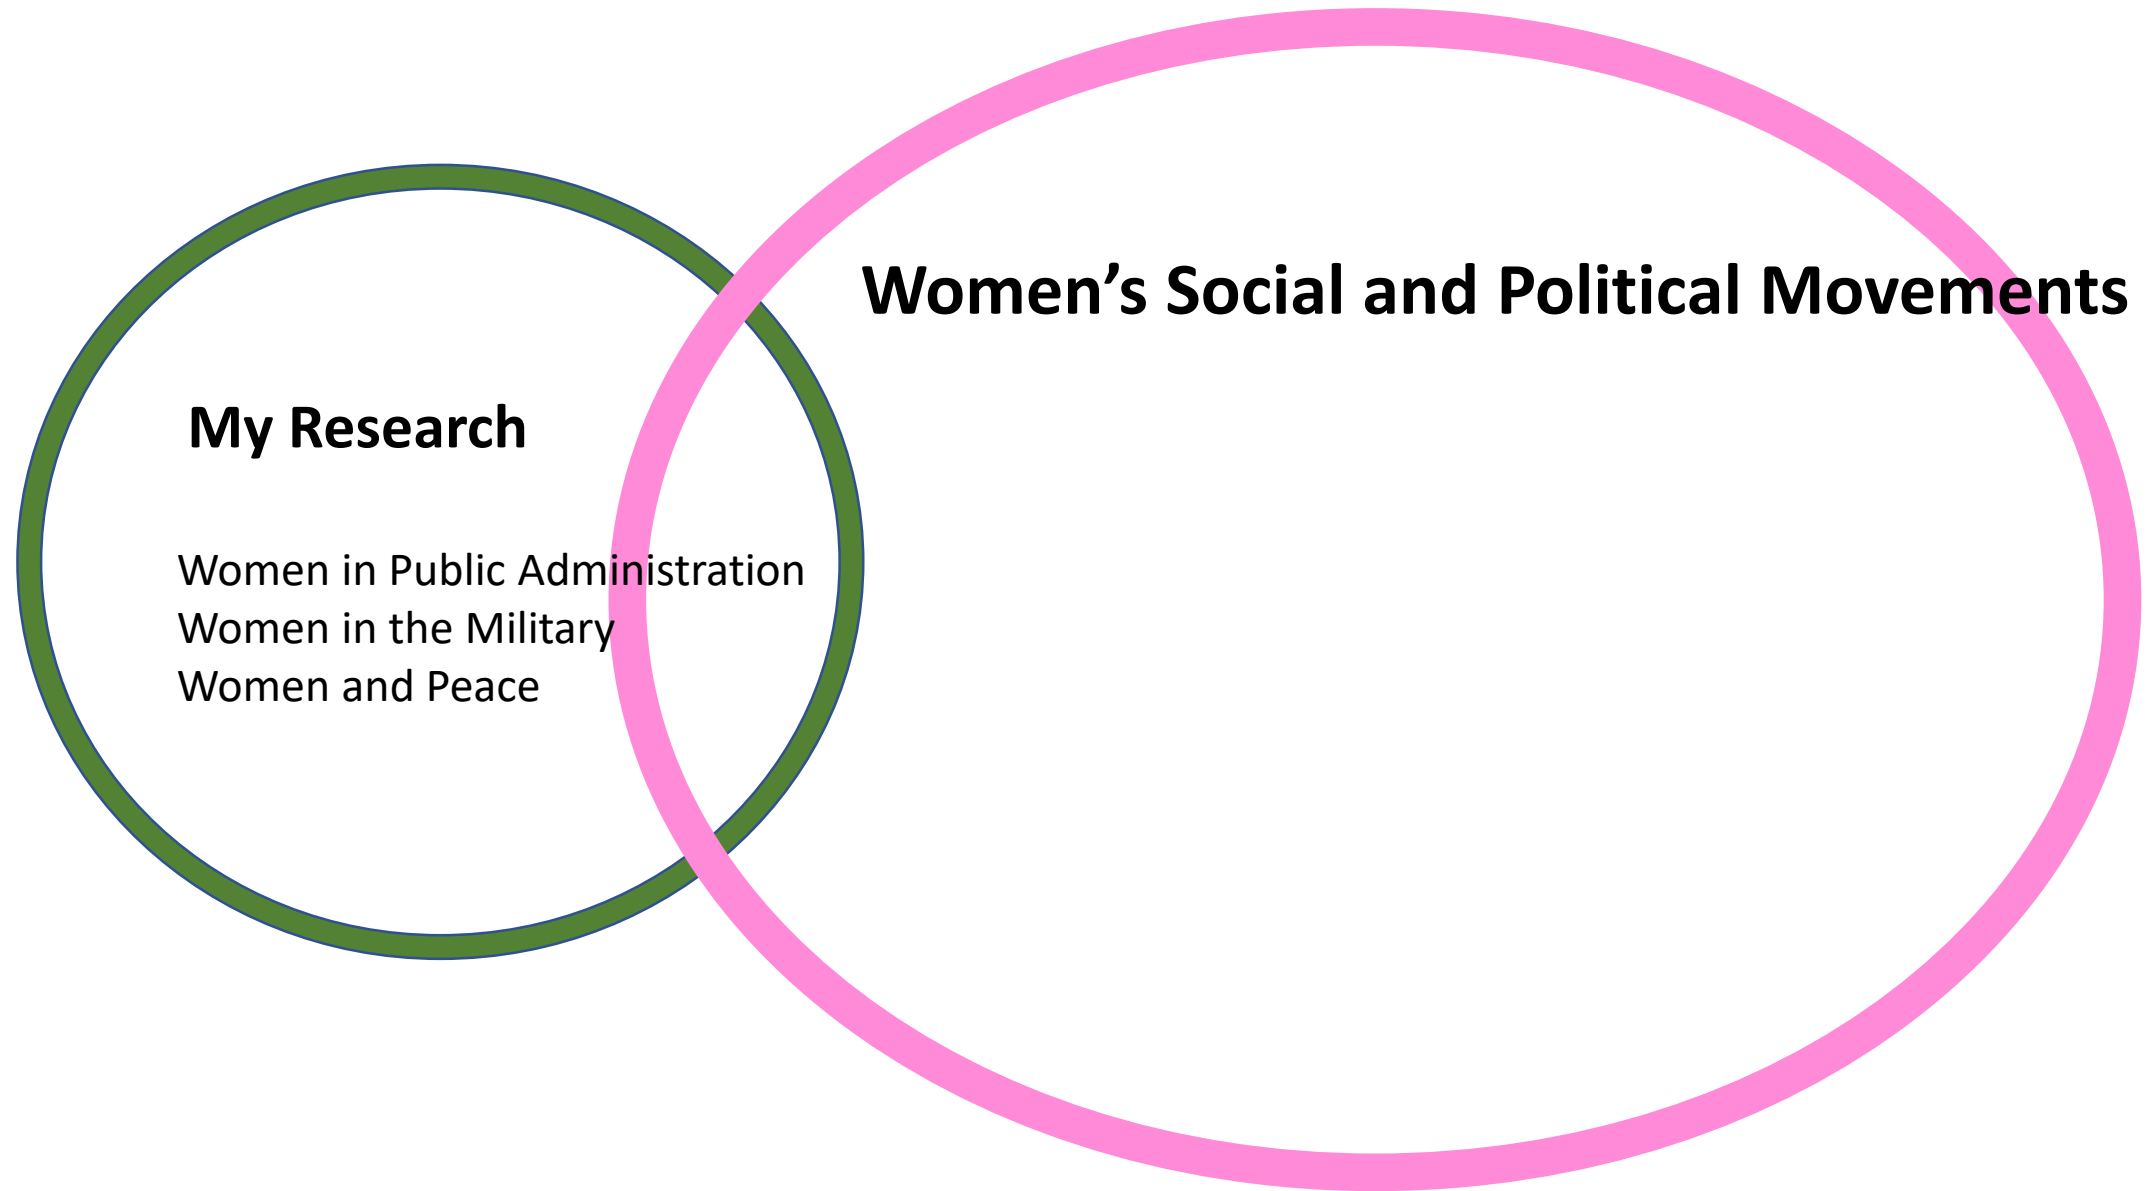 Women’s Social and Political Movements
My Research
Women in Public Administration
Women in the Military
Women and Peace